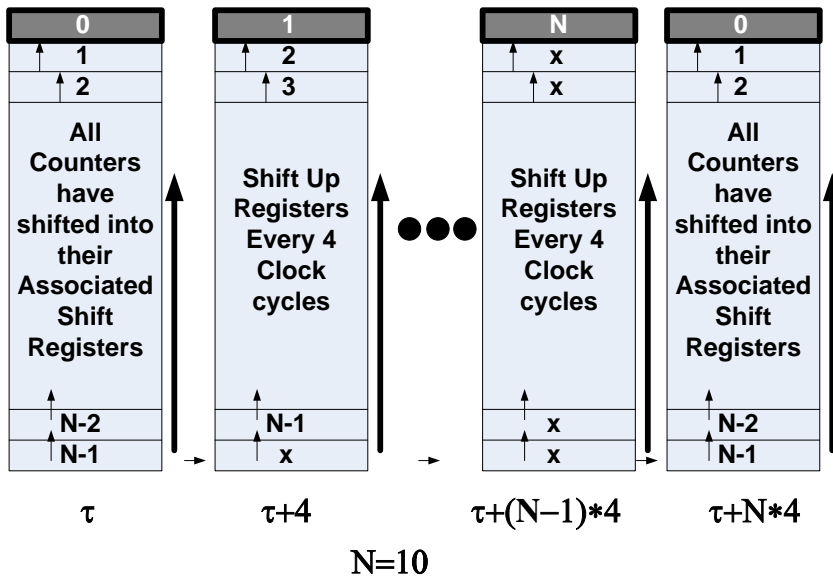 0
1
2
All
Counters
have
shifted into
their
Associated
Shift
Registers
N-2
N-1
τ
1
2
3
Shift Up
Registers
Every 4
Clock
cycles
N-1
x
τ+4
N
x
x
Shift Up
Registers
Every 4
Clock
cycles
x
x
τ+(N−1)*4
0
1
2
All
Counters
have
shifted into
their
Associated
Shift
Registers
N-2
N-1
τ+N*4
N=10